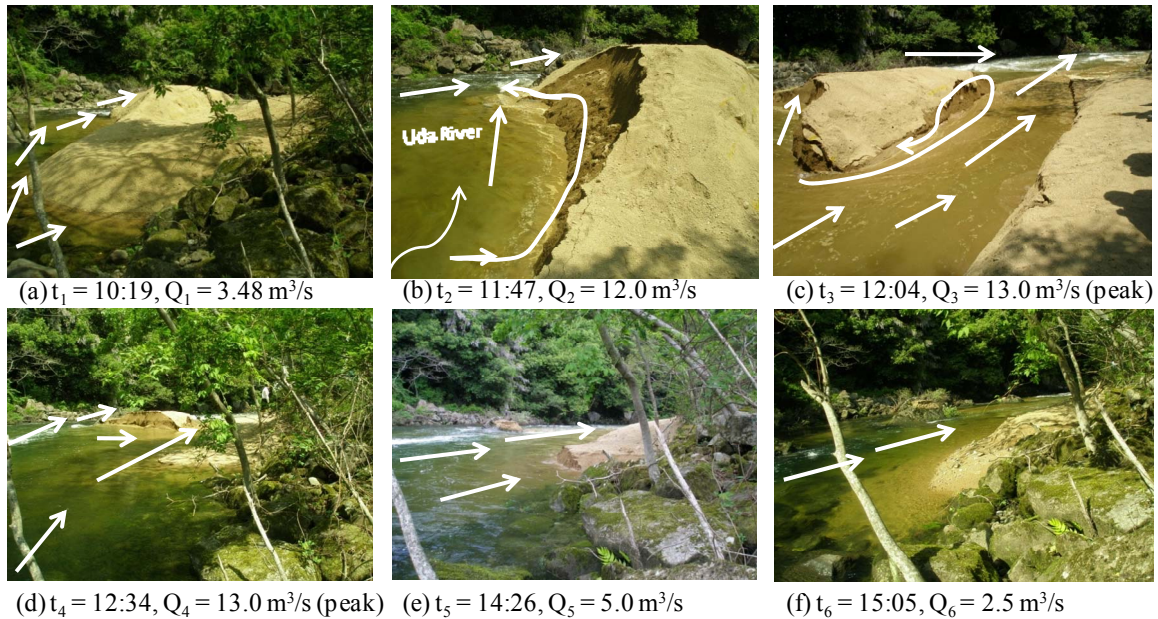 Uda River
(a) t₁ = 10:19, Q₁ = 3.48 m³/s
(b) t₂ = 11:47, Q₂ = 12.0 m³/s
(c) t₃ = 12:04, Q₃ = 13.0 m³/s (peak)
(d) t₄ = 12:34, Q₄ = 13.0 m³/s (peak)
(e) t₅ = 14:26, Q₅ = 5.0 m³/s
(f) t₆ = 15:05, Q₆ = 2.5 m³/s